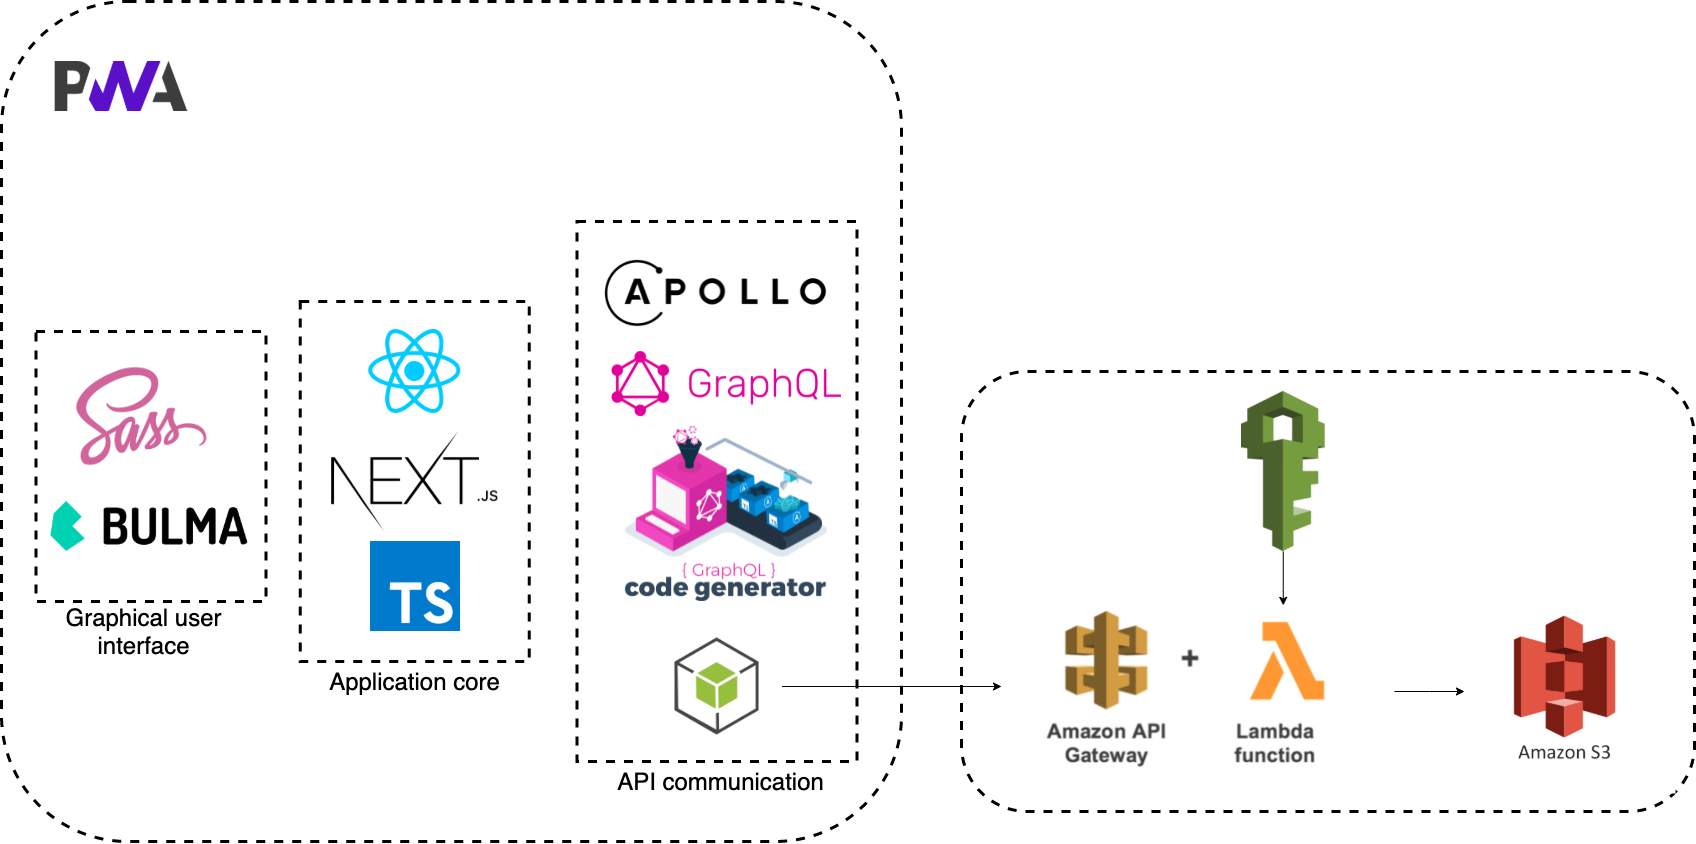 PWA
Sass
BULMA
Graphical user
interface
NEXT.JS
TS
Application core
APOLLO
GraphQL
{ GraphQL }
code generator
API communication
+
Amazon API
Gateway
Lambda
function
Amazon S3